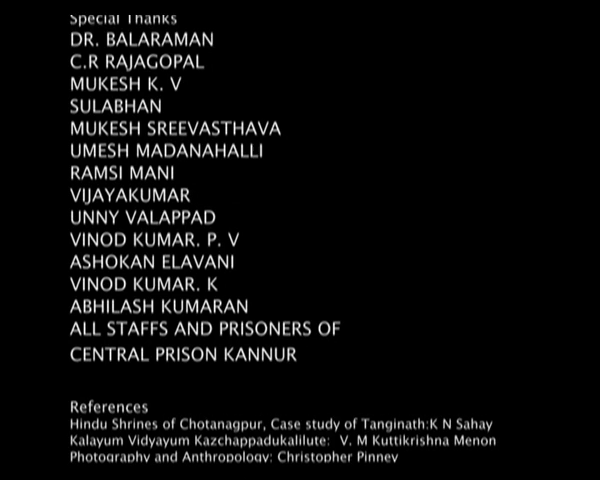 Special Thanks
DR. BALARAMAN
C.R RAJAGOPAL
MUKESH K. V
SULABHAN
MUKESH SREEVASTHAVA
UMESH MADANAHALLI
RAMSI MANI
VIJAYAKUMAR
UNNY VALAPPAD
VINOD KUMAR. P. V
ASHOKAN ELAVANI
VINOD KUMAR. K
ABHILASH KUMARAN
ALL STAFFS AND PRISONERS OF
CENTRAL PRISON KANNUR
References
Hindu Shrines of Chotanagpur, Case study of Tanginath:K N Sahay
Kalayum Vidyayum Kazchappadukalilute: V. M Kuttikrishna Menon
Photography and Anthropology: Christopher Pinney